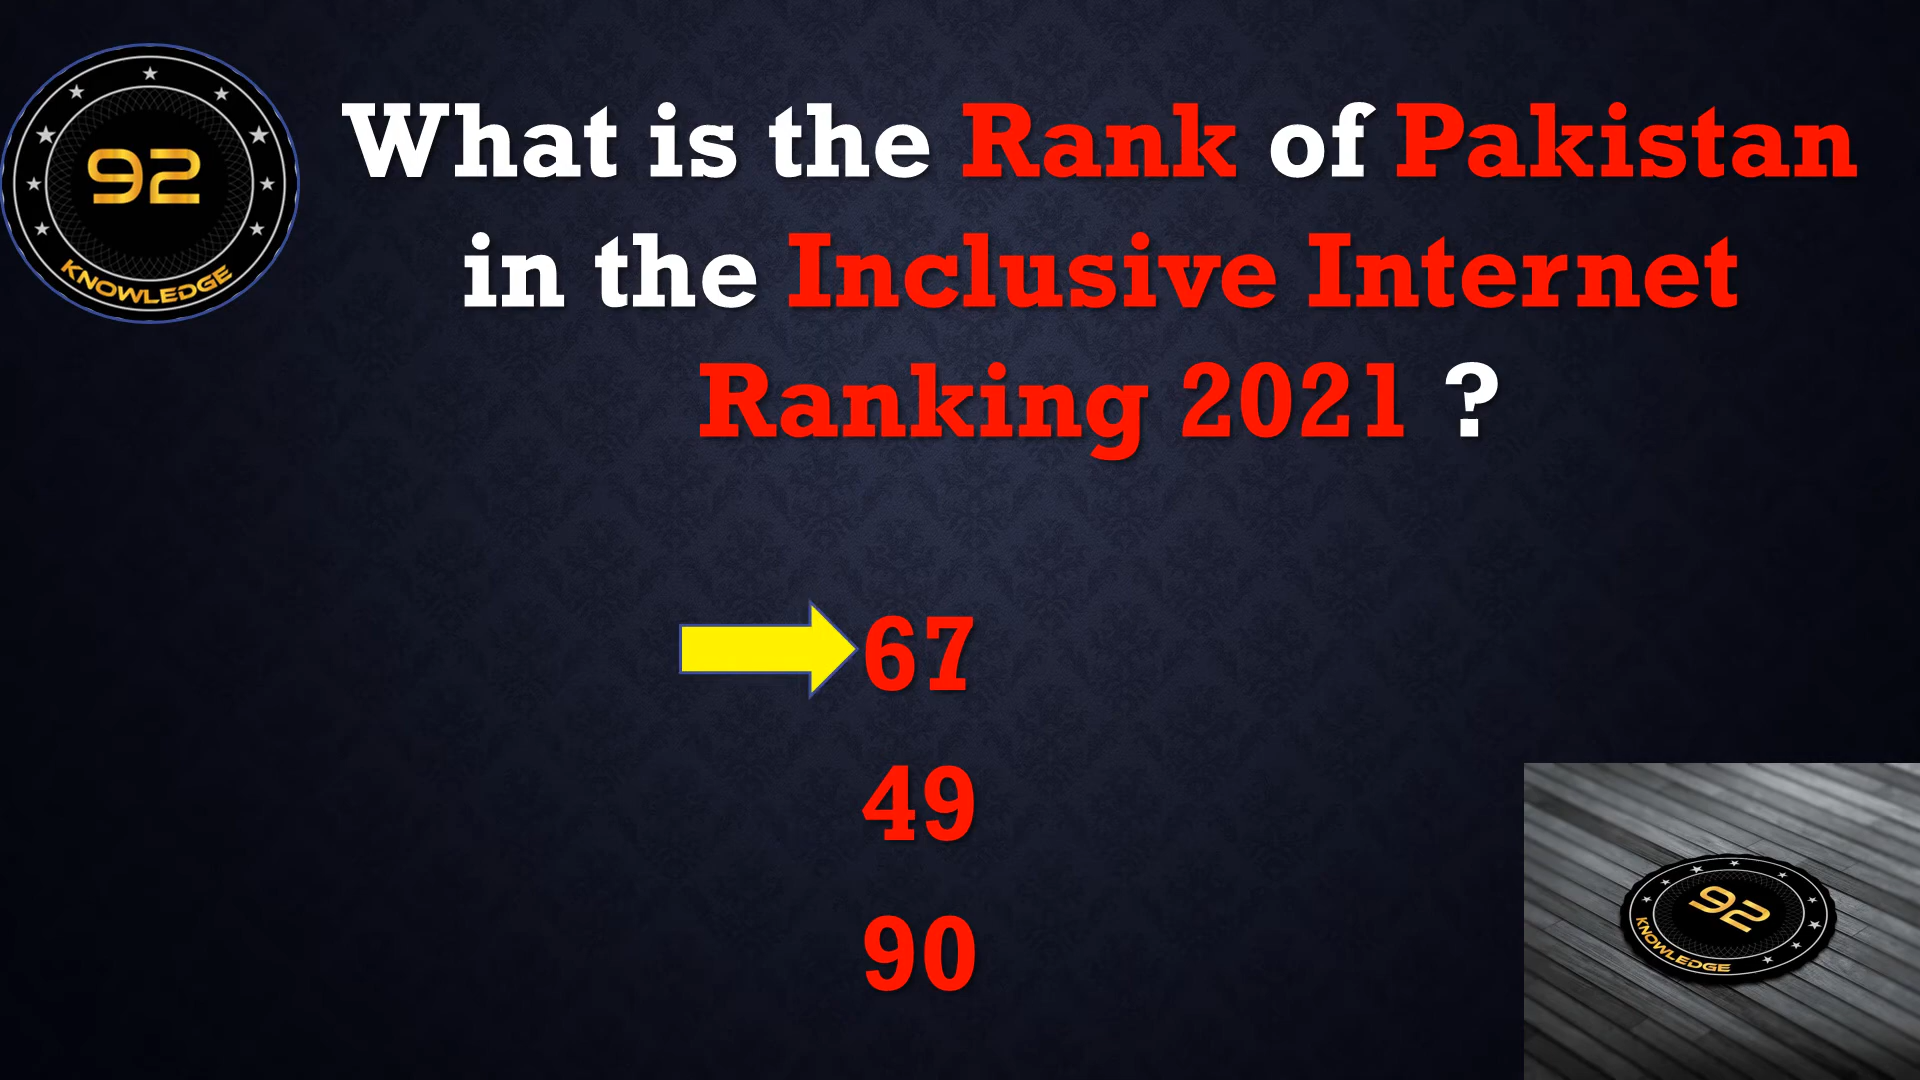 92
KNOWLEDGE
What is the Rank of Pakistan
in the Inclusive Internet
Ranking 2021 ?
67
49
90
92
KNOWLEDGE